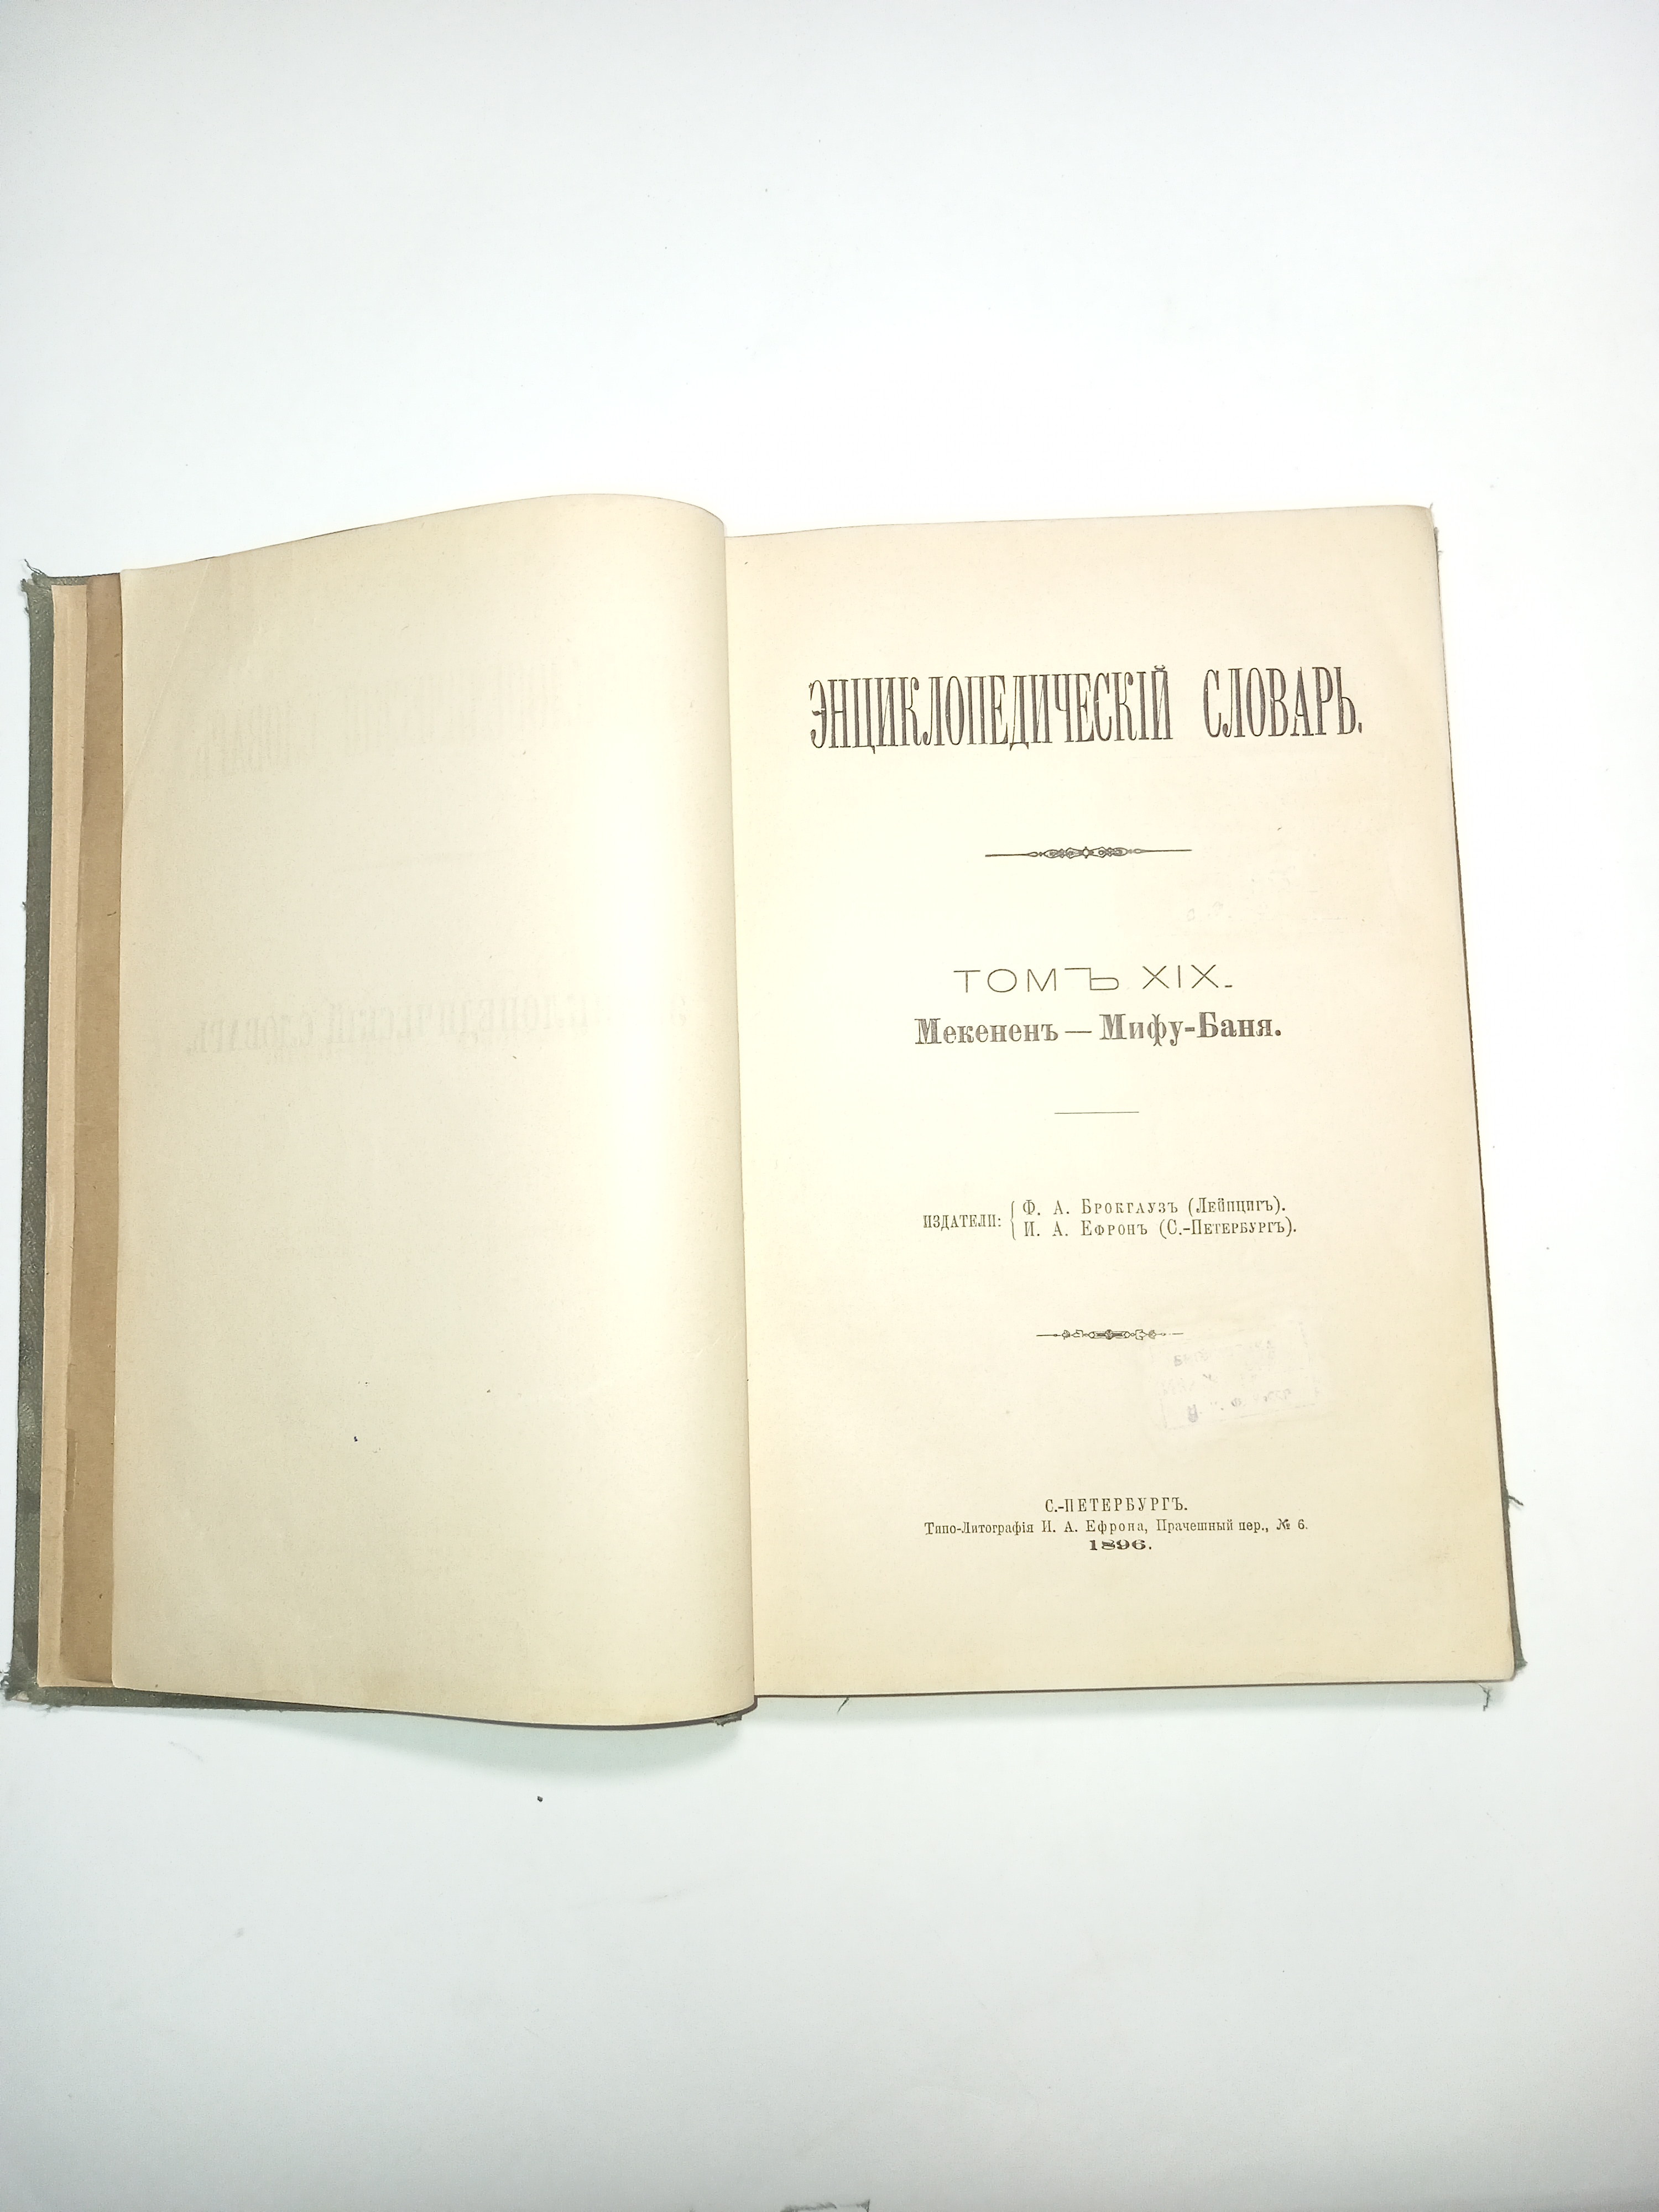 ЭНЦИКЛОПЕДИЧЕСКІЙ СЛОВАРЬ.
ТОМЪ XIX.
Мекененъ — Мифу-Баня.
ИЗДАТЕЛИ:
Ф. А. Брокгаузъ (Лейпцигъ).
И. А. Ефронъ (С.-Петербургъ).
С.-ПЕТЕРБУРГЪ.
Типо-Литографія И. А. Ефрона, Прачешный пер., № 6.
1896.